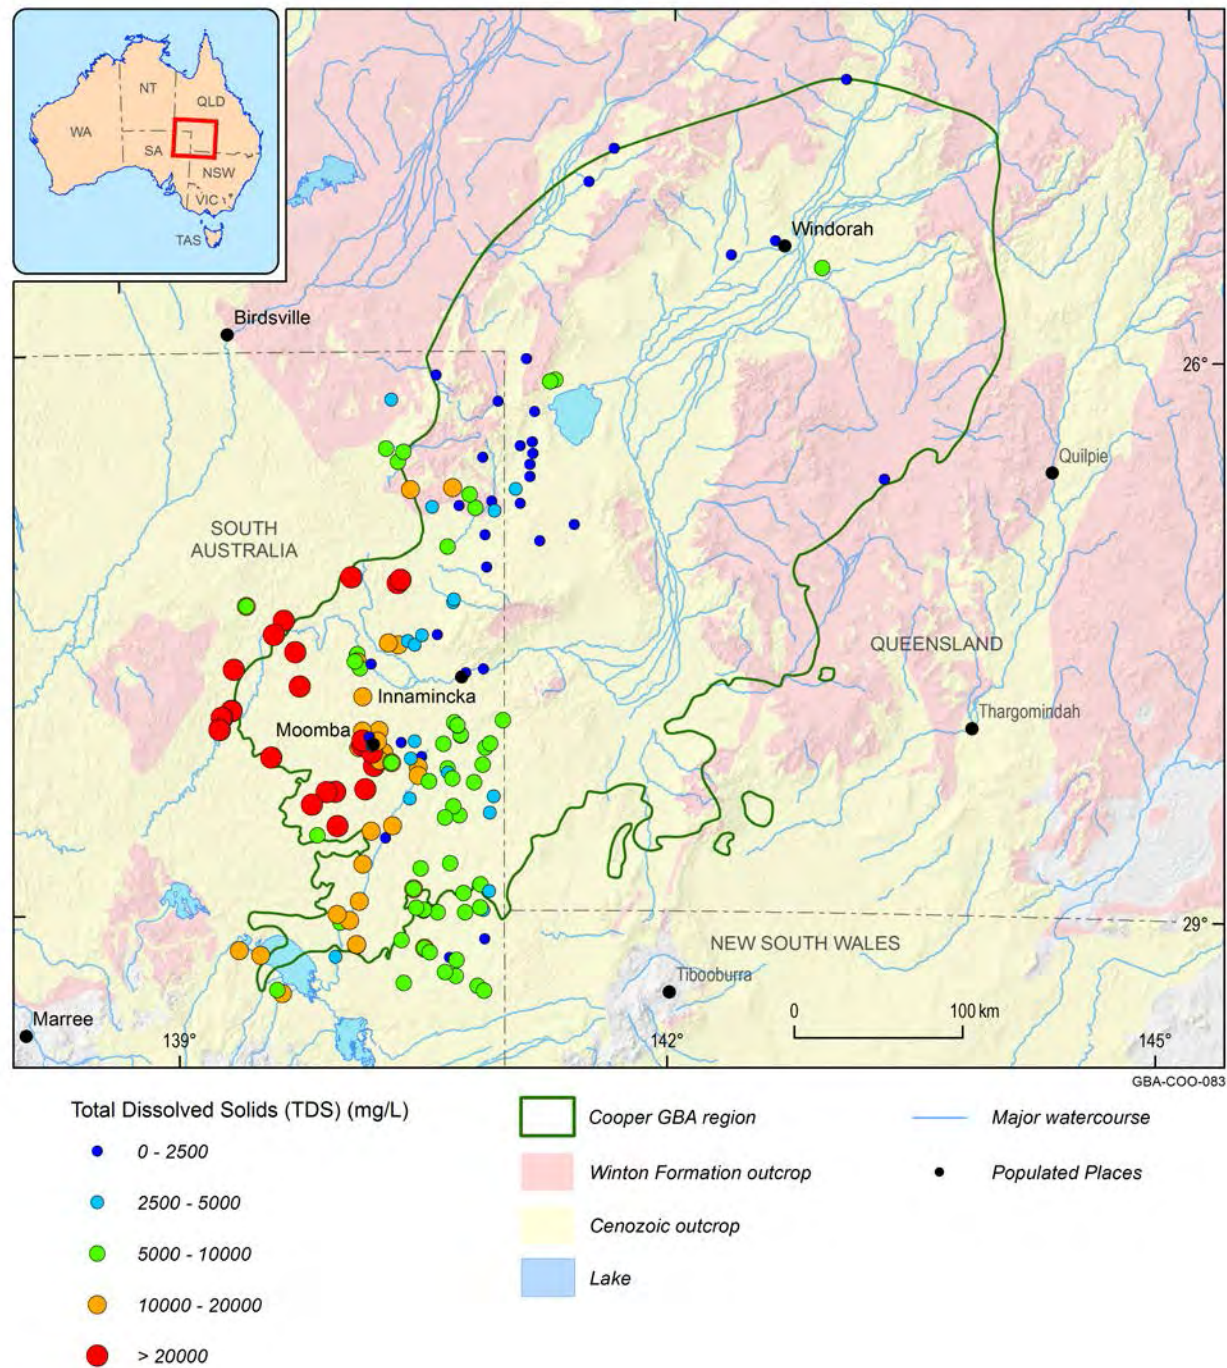 NT
QLD
WA
SA
NSW
VIC
TAS
Windorah
Birdsville
26°
Quilpie
SOUTH
AUSTRALIA
QUEENSLAND
Innamincka
Thargomindah
Moomba
29°
NEW SOUTH WALES
Tibooburra
0 100 km
Marree
139° 142° 145°
GBA-COO-083
Total Dissolved Solids (TDS) (mg/L)
0 - 2500
2500 - 5000
5000 - 10000
10000 - 20000
> 20000
Cooper GBA region
Winton Formation outcrop
Cenozoic outcrop
Lake
Major watercourse
Populated Places